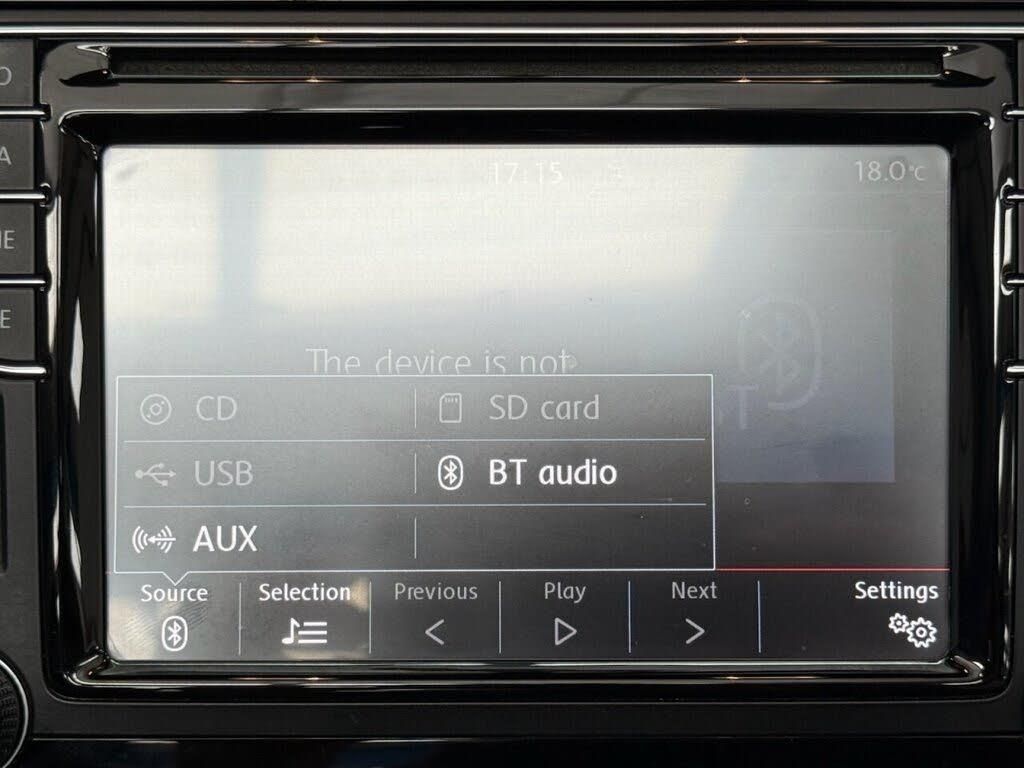 17:15
18.0°C
The device is not
CD
SD card
USB
BT audio
AUX
Source
Selection
Previous
Play
Next
Settings